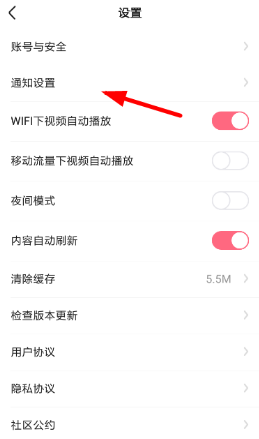 设置
账号与安全
通知设置
WIFI下视频自动播放
移动流量下视频自动播放
夜间模式
内容自动刷新
清除缓存 5.5M
检查版本更新
用户协议
隐私协议
社区公约